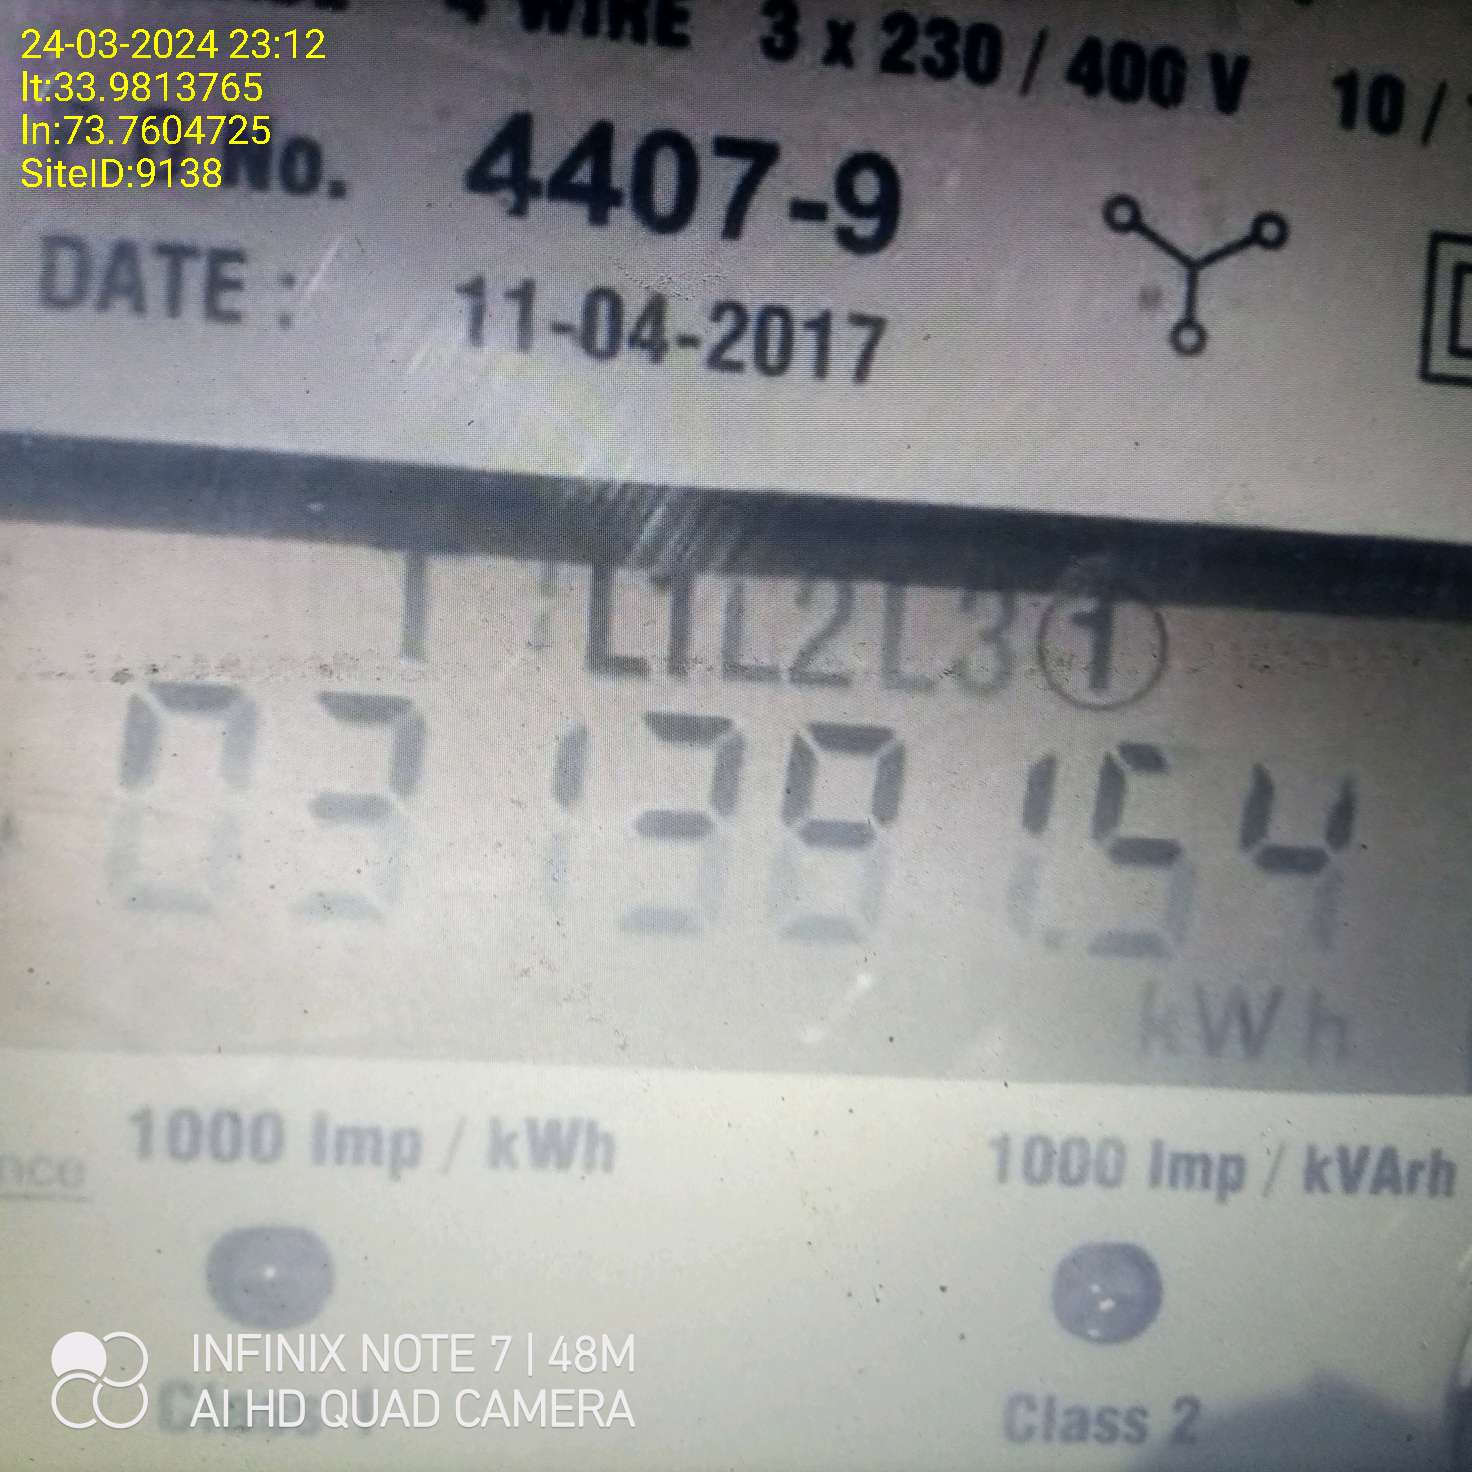 24-03-2024 23:12
lt:33.9813765
ln:73.7604725
SiteID:9138
4 WIRE 3 x 230 / 400 V 10 /
No. 4407-9
DATE : 11-04-2017
T L1L2L3 1
031381.54
kWh
1000 Imp / kWh 1000 Imp / kVArh
nce
INFINIX NOTE 7 | 48M
AI HD QUAD CAMERA
Class 2